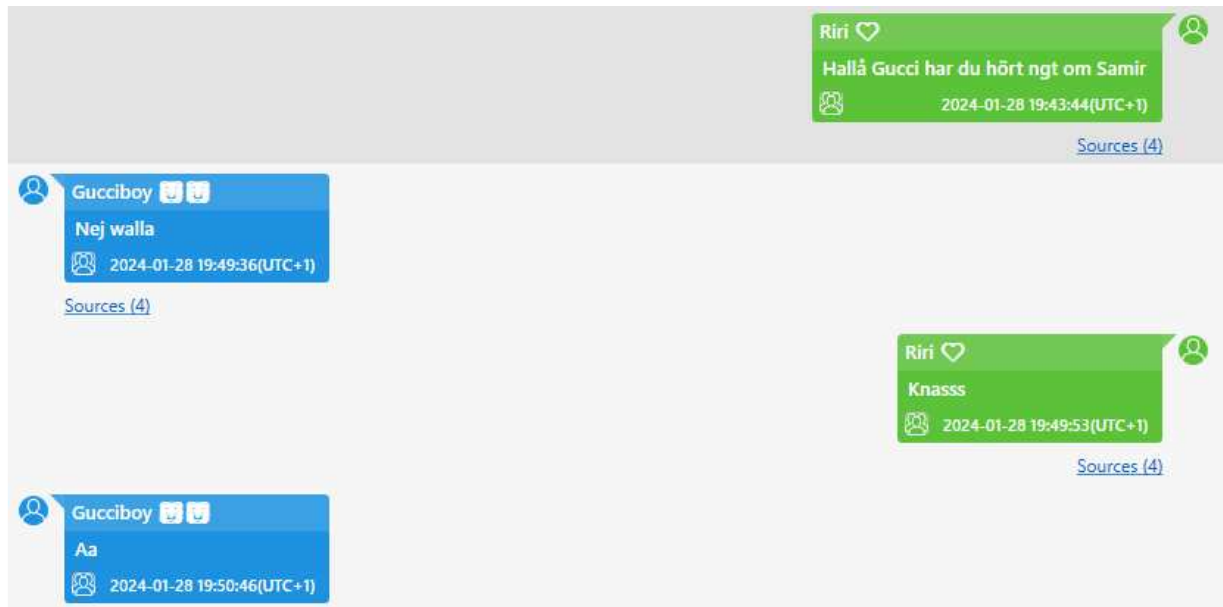 Riri
Hallå Gucci har du hört ngt om Samir
2024-01-28 19:43:44(UTC+1)
Sources (4)
Gucciboy
Nej walla
2024-01-28 19:49:36(UTC+1)
Sources (4)
Riri
Knasss
2024-01-28 19:49:53(UTC+1)
Sources (4)
Gucciboy
Aa
2024-01-28 19:50:46(UTC+1)